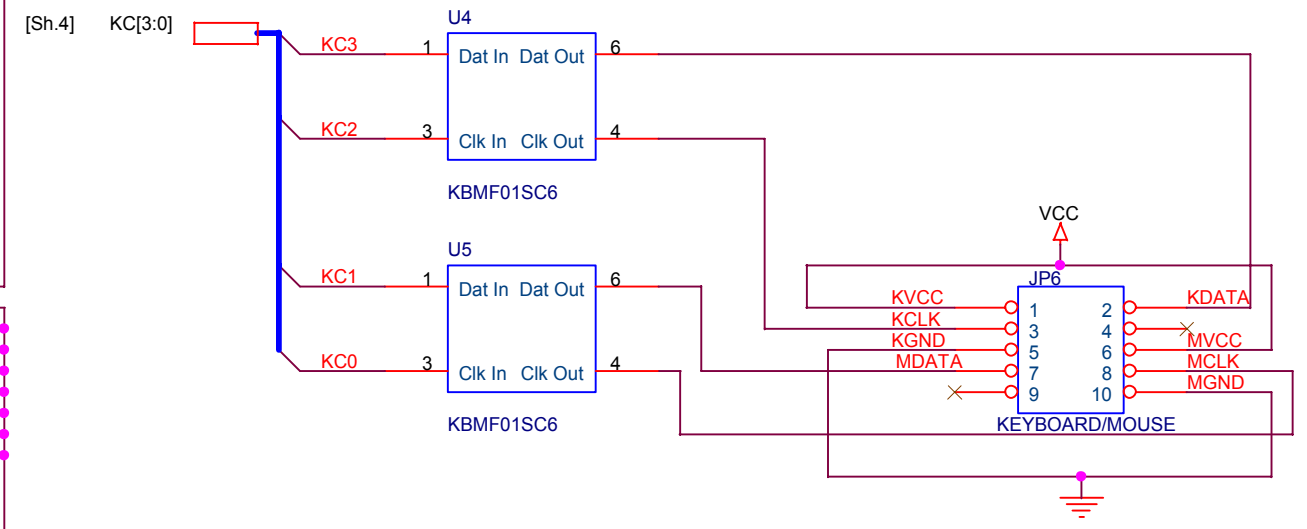 [Sh.4] KC[3:0]
U4
KC3 1 Dat In Dat Out 6
KC2 3 Clk In Clk Out 4
KBMF01SC6
U5
KC1 1 Dat In Dat Out 6
KC0 3 Clk In Clk Out 4
KBMF01SC6
VCC
JP6
KVCC 1 2 KDATA
KCLK 3 4
KGND 5 6 MVCC
MDATA 7 8 MCLK
9 10 MGND
KEYBOARD/MOUSE